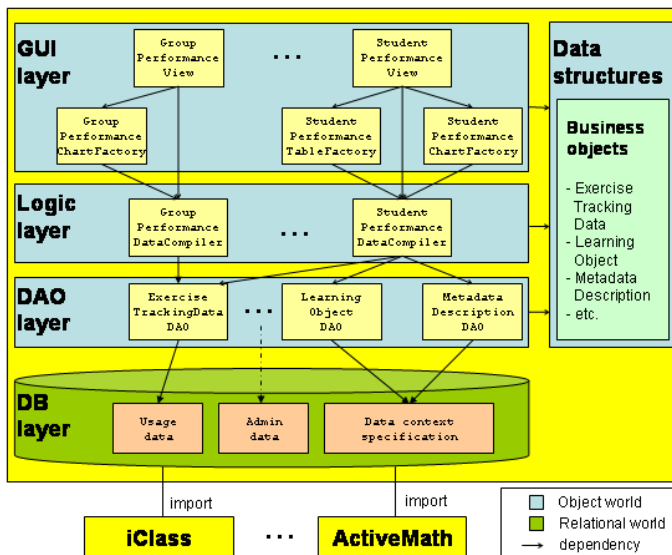 GUI
layer
Group
Performance
View
...
Student
Performance
View
Group
Performance
ChartFactory
Student
Performance
TableFactory
Student
Performance
ChartFactory
Logic
layer
Group
Performance
DataCompiler
...
Student
Performance
DataCompiler
DAO
layer
Exercise
TrackingData
DAO
...
Learning
Object
DAO
Metadata
Description
DAO
DB
layer
Usage
data
Admin
data
Data context
specification
Data
structures
Business
objects
- Exercise
Tracking
Data
- Learning
Object
- Metadata
Description
- etc.
import
import
iClass
...
ActiveMath
Object world
Relational world
dependency